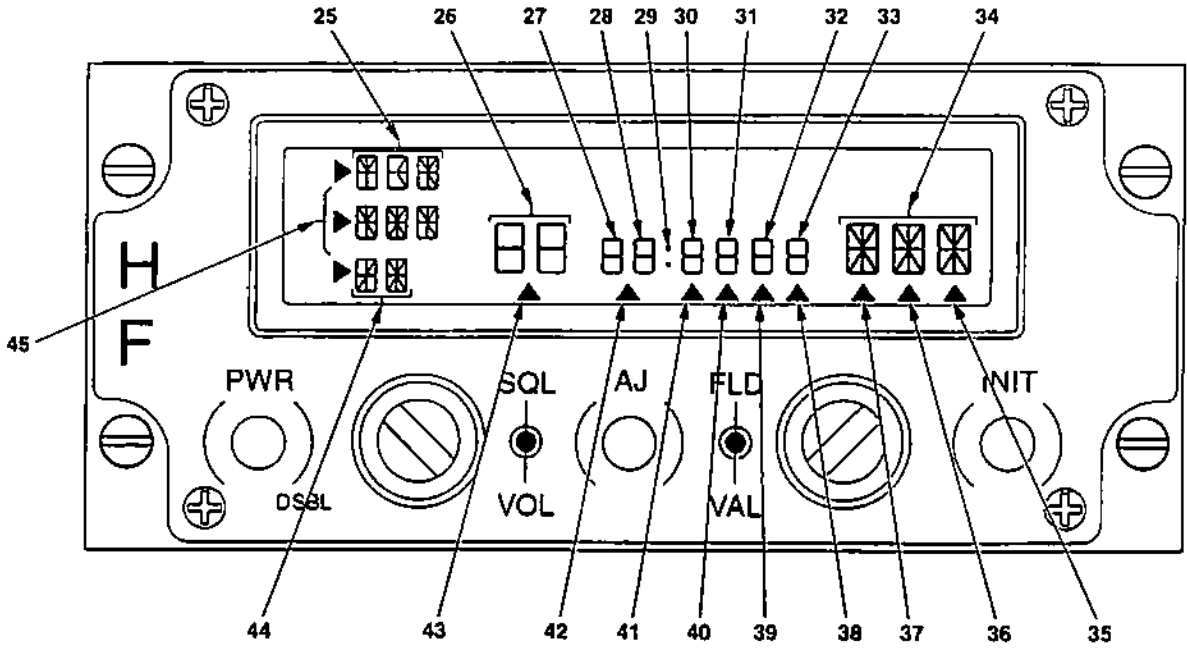 25 26 27 28 29 30 31 32 33 34
H
F
45
PWR SQL AJ FLD INIT
DSBL VOL VAL
44 43 42 41 40 39 38 37 36 35